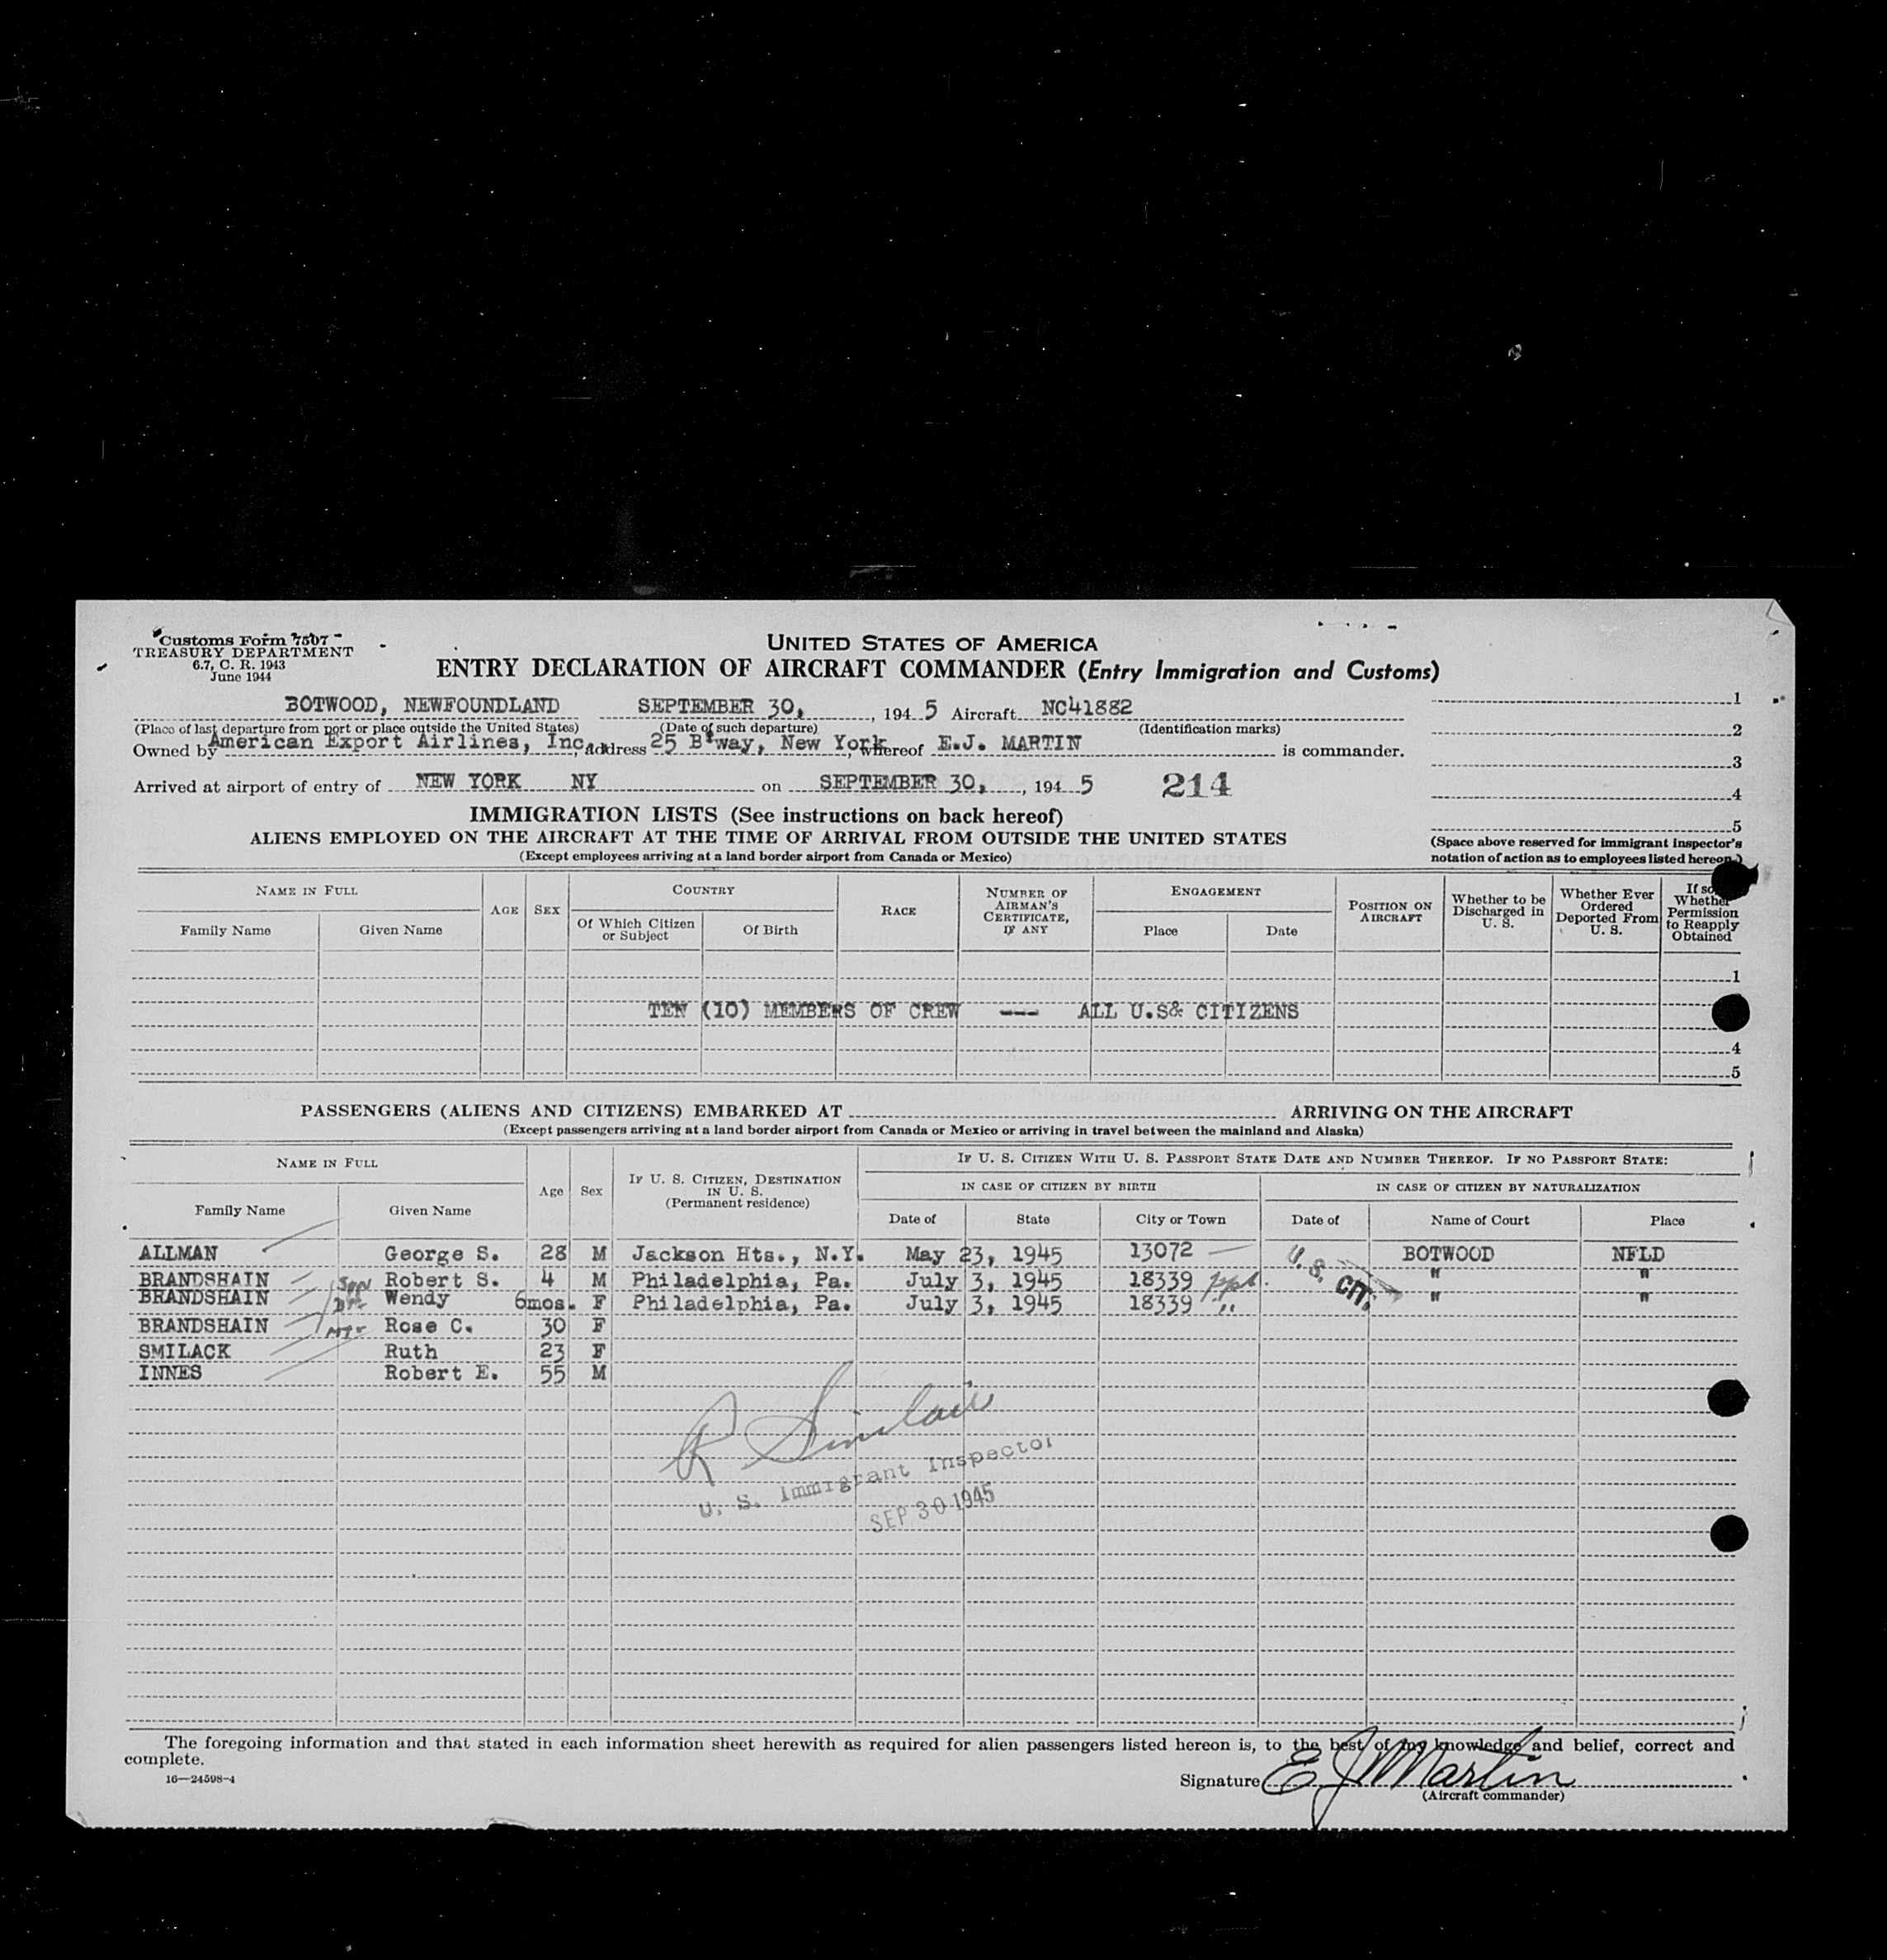 Customs Form 7507
TREASURY DEPARTMENT
6.7, C. R. 1943
June 1944
UNITED STATES OF AMERICA
ENTRY DECLARATION OF AIRCRAFT COMMANDER (Entry Immigration and Customs)
BOTWOOD, NEWFOUNDLAND SEPTEMBER 30, , 194 5 Aircraft NC41882
(Place of last departure from port or place outside the United States) (Date of such departure) (Identification marks)
Owned by American Export Airlines, Inc., Address 25 B'way, New York, whereof E.J. MARTIN is commander.
Arrived at airport of entry of NEW YORK NY on SEPTEMBER 30, , 194 5 214
1
2
3
4
5
(Space above reserved for immigrant inspector's
notation of action as to employees listed hereon.)
IMMIGRATION LISTS (See instructions on back hereof)
ALIENS EMPLOYED ON THE AIRCRAFT AT THE TIME OF ARRIVAL FROM OUTSIDE THE UNITED STATES
(Except employees arriving at a land border airport from Canada or Mexico)
NAME IN FULL AGE SEX COUNTRY RACE NUMBER OF AIRMAN'S CERTIFICATE, IF ANY ENGAGEMENT POSITION ON AIRCRAFT Whether to be Discharged in U. S. Whether Ever Ordered Deported From U. S. If so, Whether Permission to Reapply Obtained
Family Name Given Name Of Which Citizen or Subject Of Birth Place Date
1
TEN (10) MEMBERS OF CREW --- ALL U.S& CITIZENS
4
5
PASSENGERS (ALIENS AND CITIZENS) EMBARKED AT ARRIVING ON THE AIRCRAFT
(Except passengers arriving at a land border airport from Canada or Mexico or arriving in travel between the mainland and Alaska)
NAME IN FULL Age Sex IF U. S. CITIZEN, DESTINATION IN U. S. (Permanent residence) IF U. S. CITIZEN WITH U. S. PASSPORT STATE DATE AND NUMBER THEREOF. IF NO PASSPORT STATE:
IN CASE OF CITIZEN BY BIRTH IN CASE OF CITIZEN BY NATURALIZATION
Family Name Given Name Date of State City or Town Date of Name of Court Place
ALLMAN George S. 28 M Jackson Hts., N.Y. May 23, 1945 13072 U. S. CIT. BOTWOOD NFLD
BRANDSHAIN son Robert S. 4 M Philadelphia, Pa. July 3, 1945 18339 ppt. " "
BRANDSHAIN Wendy 6mos. F Philadelphia, Pa. July 3, 1945 18339 " " "
BRANDSHAIN Rose C. 30 F
SMILACK Ruth 23 F
INNES Robert E. 55 M
R Sinclair
U. S. Immigrant Inspector
SEP 30 1945
The foregoing information and that stated in each information sheet herewith as required for alien passengers listed hereon is, to the best of my knowledge and belief, correct and
complete.
16—24598-4
Signature E J Martin
(Aircraft commander)